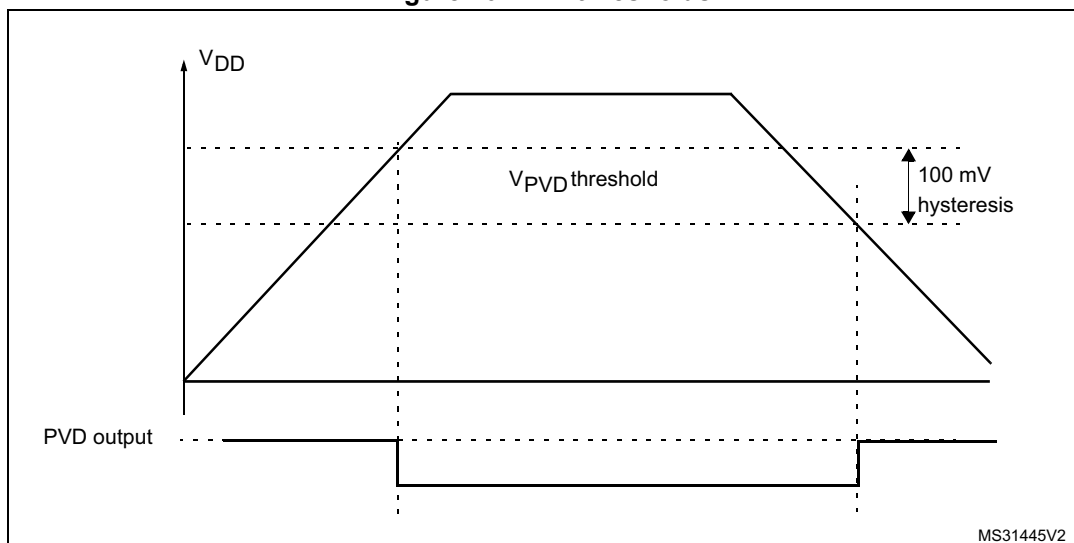 VDD
VPVD threshold
100 mV
hysteresis
PVD output
MS31445V2